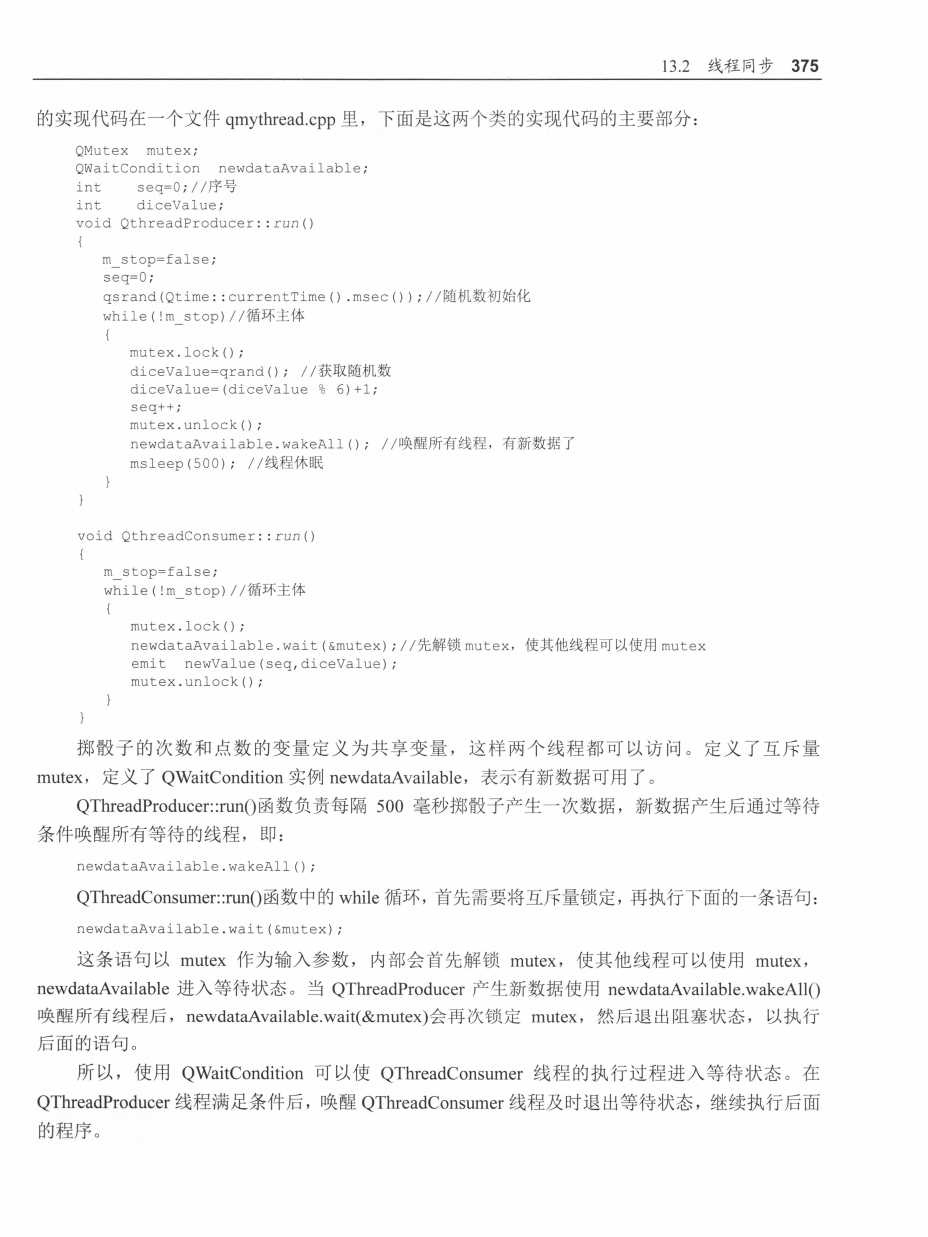 13.2 线程同步 375
的实现代码在一个文件 qmythread.cpp 里，下面是这两个类的实现代码的主要部分：
QMutex mutex;
QWaitCondition newdataAvailable;
int seq=0;//序号
int diceValue;
void QthreadProducer::run()
{
m_stop=false;
seq=0;
qsrand(Qtime::currentTime().msec());//随机数初始化
while(!m_stop)//循环主体
{
mutex.lock();
diceValue=qrand(); //获取随机数
diceValue=(diceValue % 6)+1;
seq++;
mutex.unlock();
newdataAvailable.wakeAll(); //唤醒所有线程，有新数据了
msleep(500); //线程休眠
}
}
void QthreadConsumer::run()
{
m_stop=false;
while(!m_stop)//循环主体
{
mutex.lock();
newdataAvailable.wait(&mutex);//先解锁 mutex，使其他线程可以使用 mutex
emit newValue(seq,diceValue);
mutex.unlock();
}
}
掷骰子的次数和点数的变量定义为共享变量，这样两个线程都可以访问。定义了互斥量
mutex，定义了 QWaitCondition 实例 newdataAvailable，表示有新数据可用了。
QThreadProducer::run()函数负责每隔 500 毫秒掷骰子产生一次数据，新数据产生后通过等待
条件唤醒所有等待的线程，即：
newdataAvailable.wakeAll();
QThreadConsumer::run()函数中的 while 循环，首先需要将互斥量锁定，再执行下面的一条语句：
newdataAvailable.wait(&mutex);
这条语句以 mutex 作为输入参数，内部会首先解锁 mutex，使其他线程可以使用 mutex，
newdataAvailable 进入等待状态。当 QThreadProducer 产生新数据使用 newdataAvailable.wakeAll()
唤醒所有线程后，newdataAvailable.wait(&mutex)会再次锁定 mutex，然后退出阻塞状态，以执行
后面的语句。
所以，使用 QWaitCondition 可以使 QThreadConsumer 线程的执行过程进入等待状态。在
QThreadProducer 线程满足条件后，唤醒 QThreadConsumer 线程及时退出等待状态，继续执行后面
的程序。